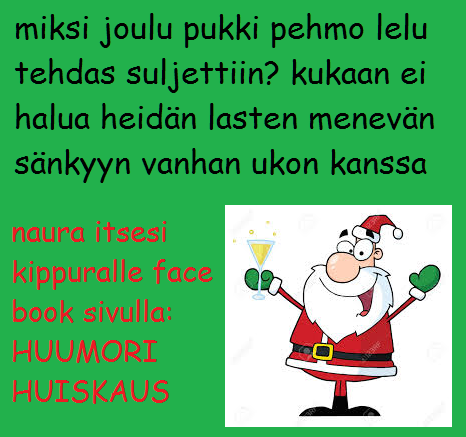 miksi joulu pukki pehmo lelu
tehdas suljettiin? kukaan ei
halua heidän lasten menevän
sänkyyn vanhan ukon kanssa
naura itsesi
kippuralle face
book sivulla:
HUUMORI
HUISKAUS